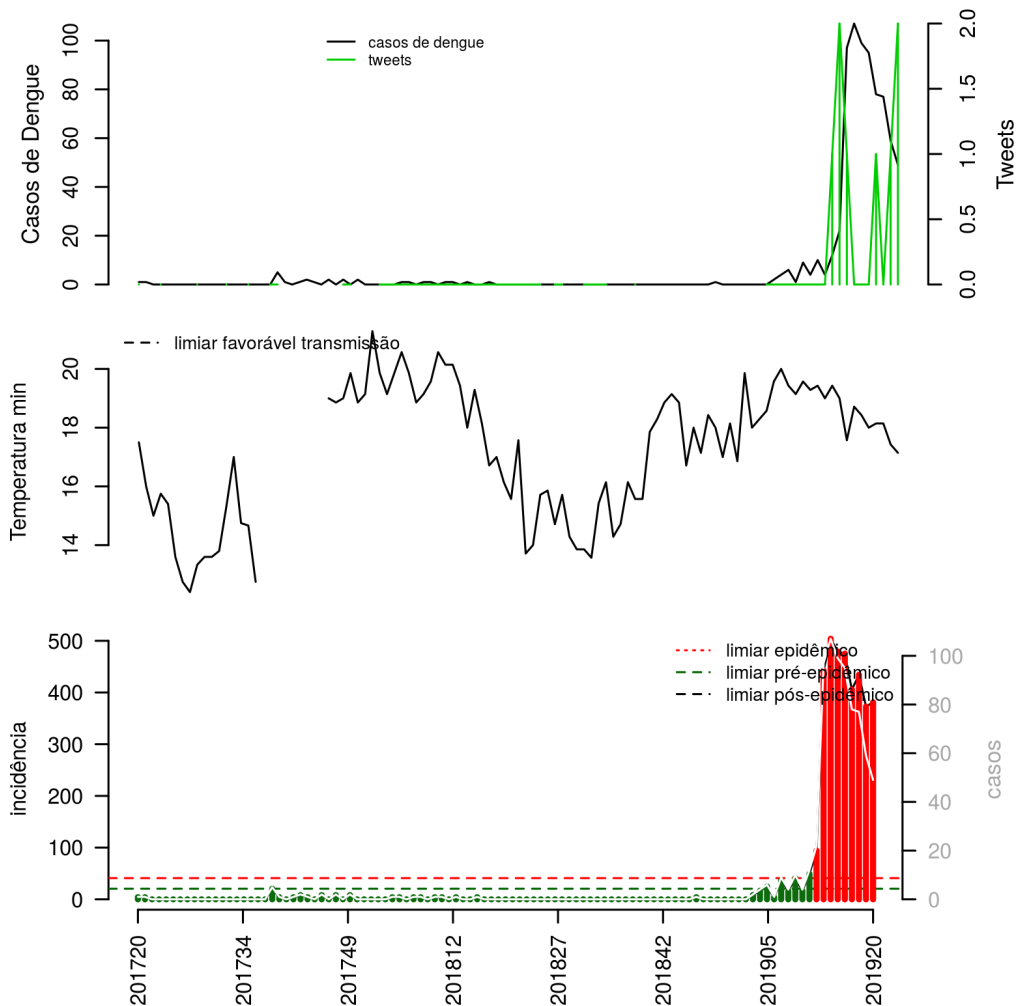 casos de dengue
tweets
Casos de Dengue
0 20 40 60 80 100
Tweets
0.0 0.5 1.0 1.5 2.0
limiar favorável transmissão
Temperatura min
14 16 18 20
limiar epidêmico
limiar pré-epidêmico
limiar pós-epidêmico
incidência
500
400
300
200
100
0
casos
100
80
60
40
20
0
201720 201734 201749 201812 201827 201842 201905 201920